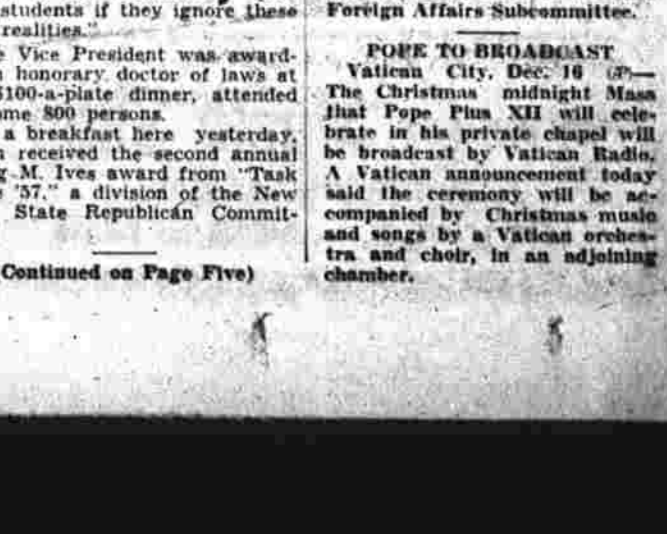 students if they ignore these
realities."
Vice President was award-
honorary doctor of laws at
$100-a-plate dinner, attended
me 800 persons.
a breakfast here yesterday,
received the second annual
M. Ives award from "Task
'57," a division of the New
State Republican Commit-
(Continued on Page Five)
Foreign Affairs Subcommittee.
POPE TO BROADCAST
Vatican City, Dec. 16 (AP)—
The Christmas midnight Mass
that Pope Pius XII will cele-
brate in his private chapel will
be broadcast by Vatican Radio.
A Vatican announcement today
said the ceremony will be ac-
companied by Christmas music
and songs by a Vatican orches-
tra and choir, in an adjoining
chamber.